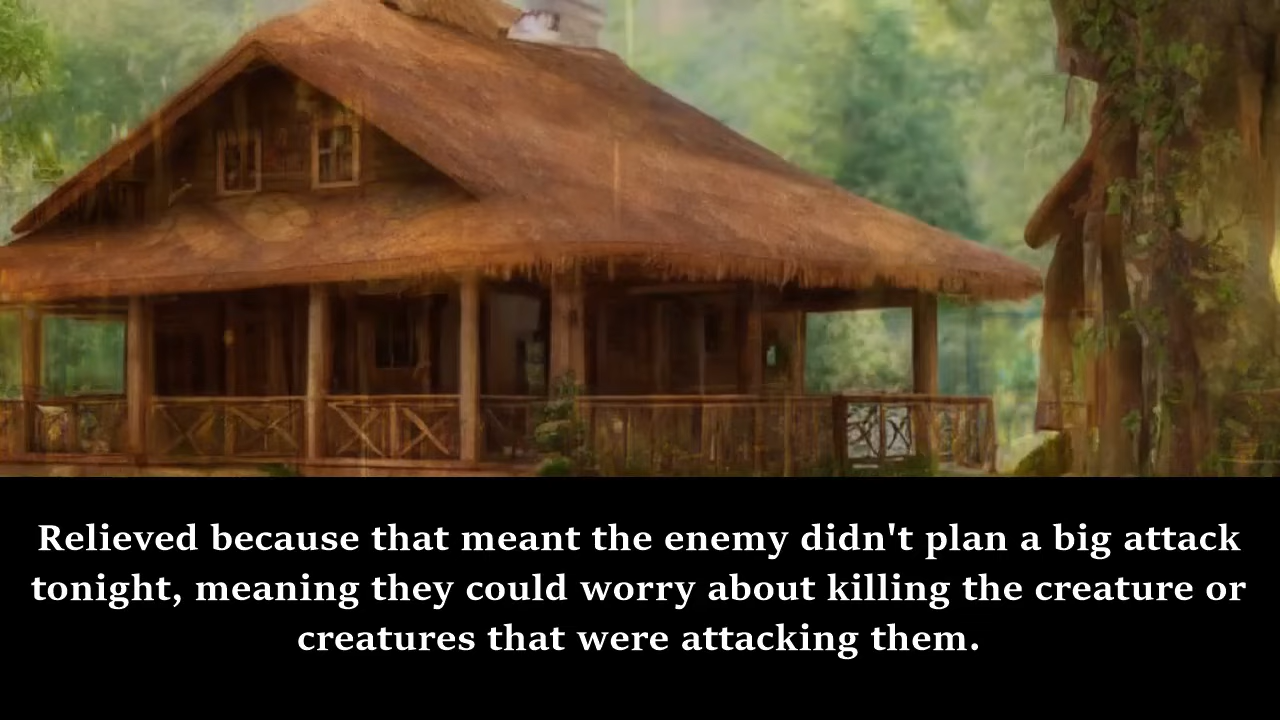 Relieved because that meant the enemy didn't plan a big attack
tonight, meaning they could worry about killing the creature or
creatures that were attacking them.